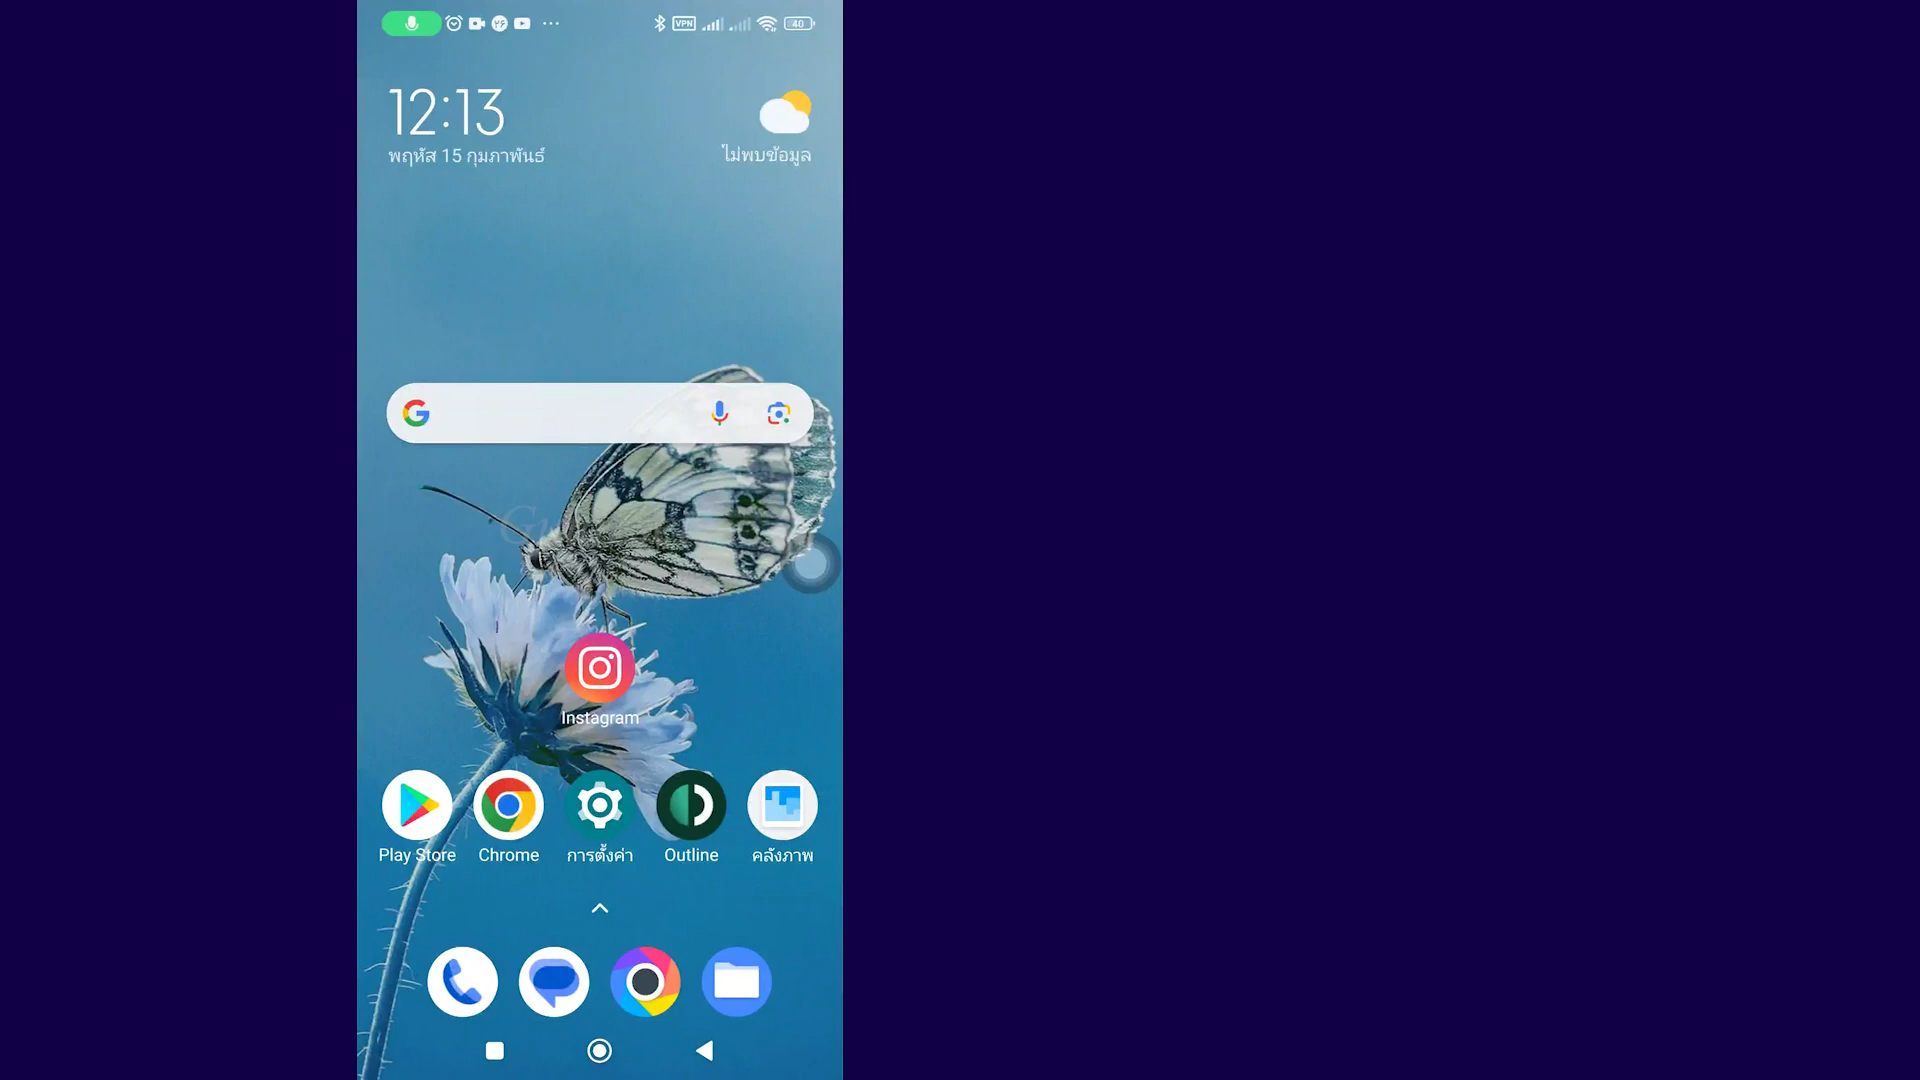 VPN
40
12:13
พฤหัส 15 กุมภาพันธ์
ไม่พบข้อมูล
Instagram
Play Store
Chrome
การตั้งค่า
Outline
คลังภาพ